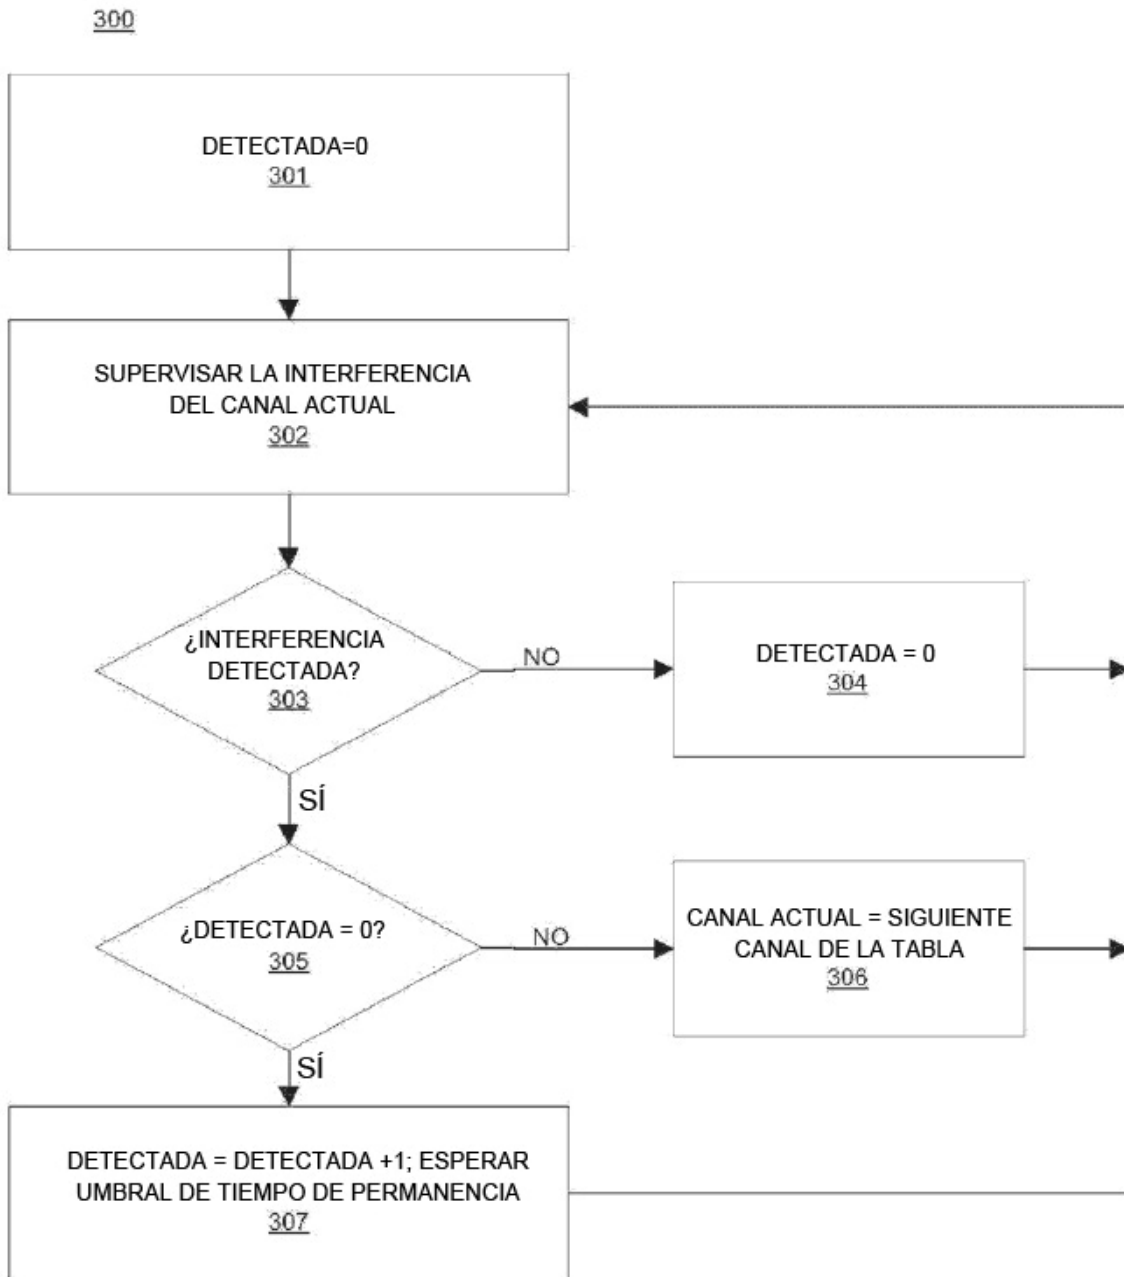 300
DETECTADA=0
301
SUPERVISAR LA INTERFERENCIA
DEL CANAL ACTUAL
302
¿INTERFERENCIA
DETECTADA?
303
NO
DETECTADA = 0
304
SÍ
¿DETECTADA = 0?
305
NO
CANAL ACTUAL = SIGUIENTE
CANAL DE LA TABLA
306
SÍ
DETECTADA = DETECTADA +1; ESPERAR
UMBRAL DE TIEMPO DE PERMANENCIA
307